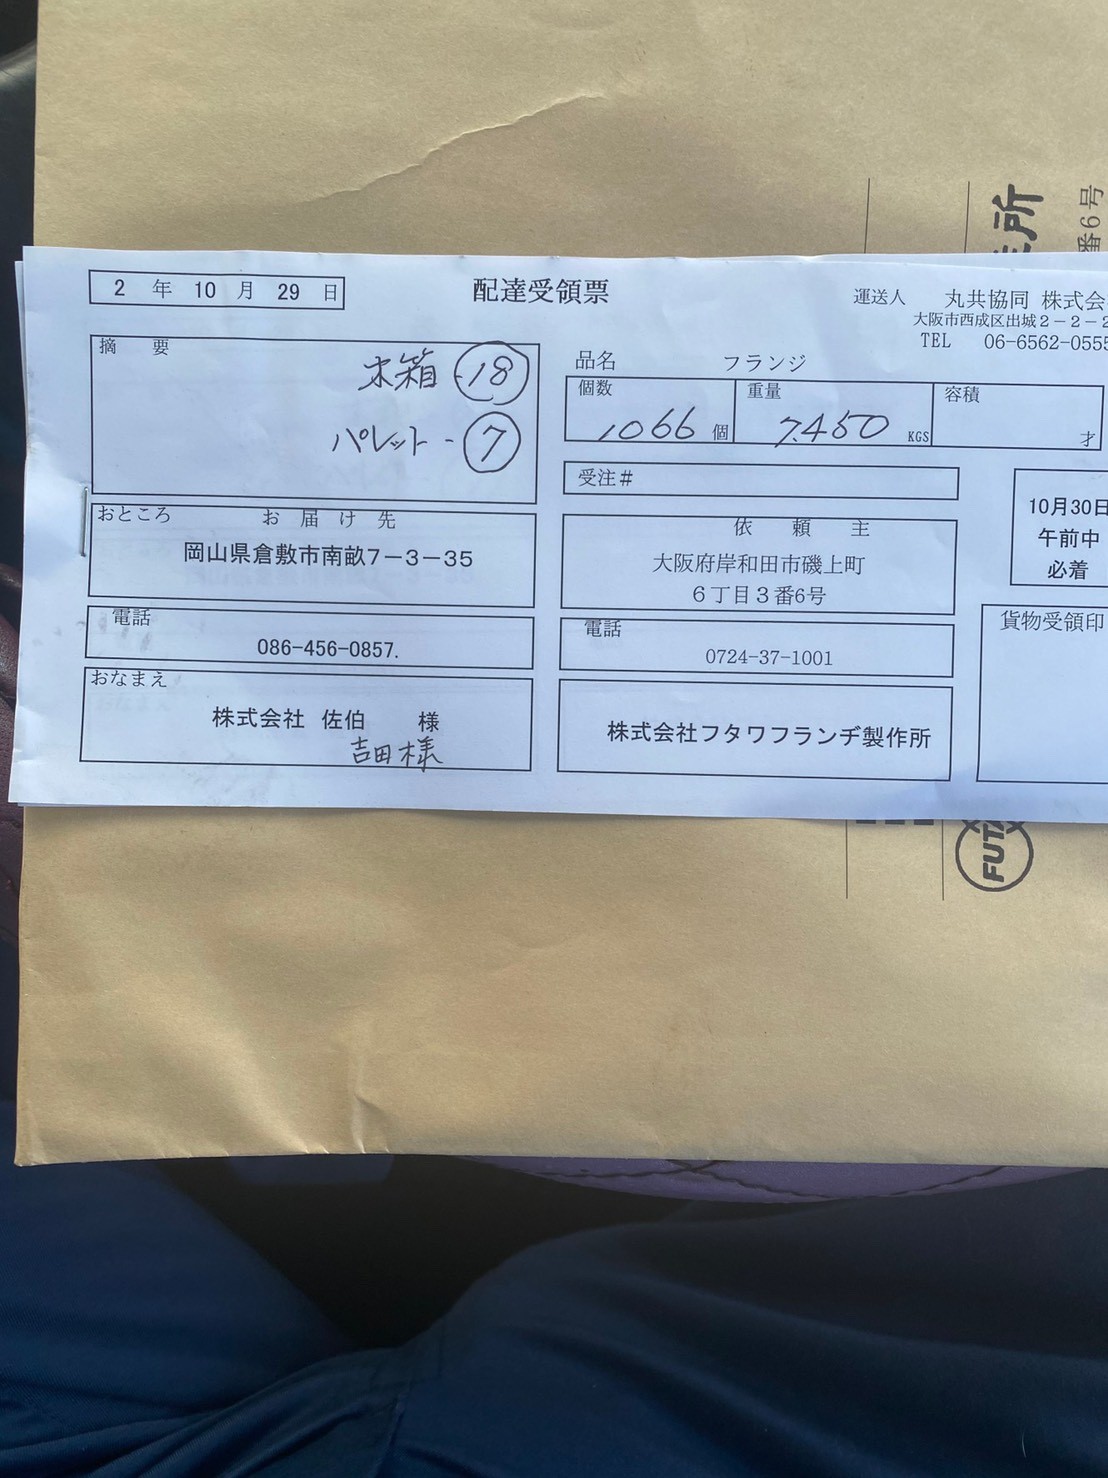 所
番6号
2 年 10 月 29 日
配達受領票
運送人 丸共協同 株式会
大阪市西成区出城2-2-2
TEL 06-6562-0555
摘 要
木箱 18
パレット - 7
品名 フランジ
個数 1066 個
重量 7.450 KGS
容積 才
受注#
10月30日
午前中
必着
おところ お届け先
岡山県倉敷市南畝7-3-35
依頼主
大阪府岸和田市磯上町
6丁目3番6号
電話
086-456-0857.
電話
0724-37-1001
貨物受領印
おなまえ
株式会社 佐伯 様
吉田様
株式会社フタワフランヂ製作所
FUT